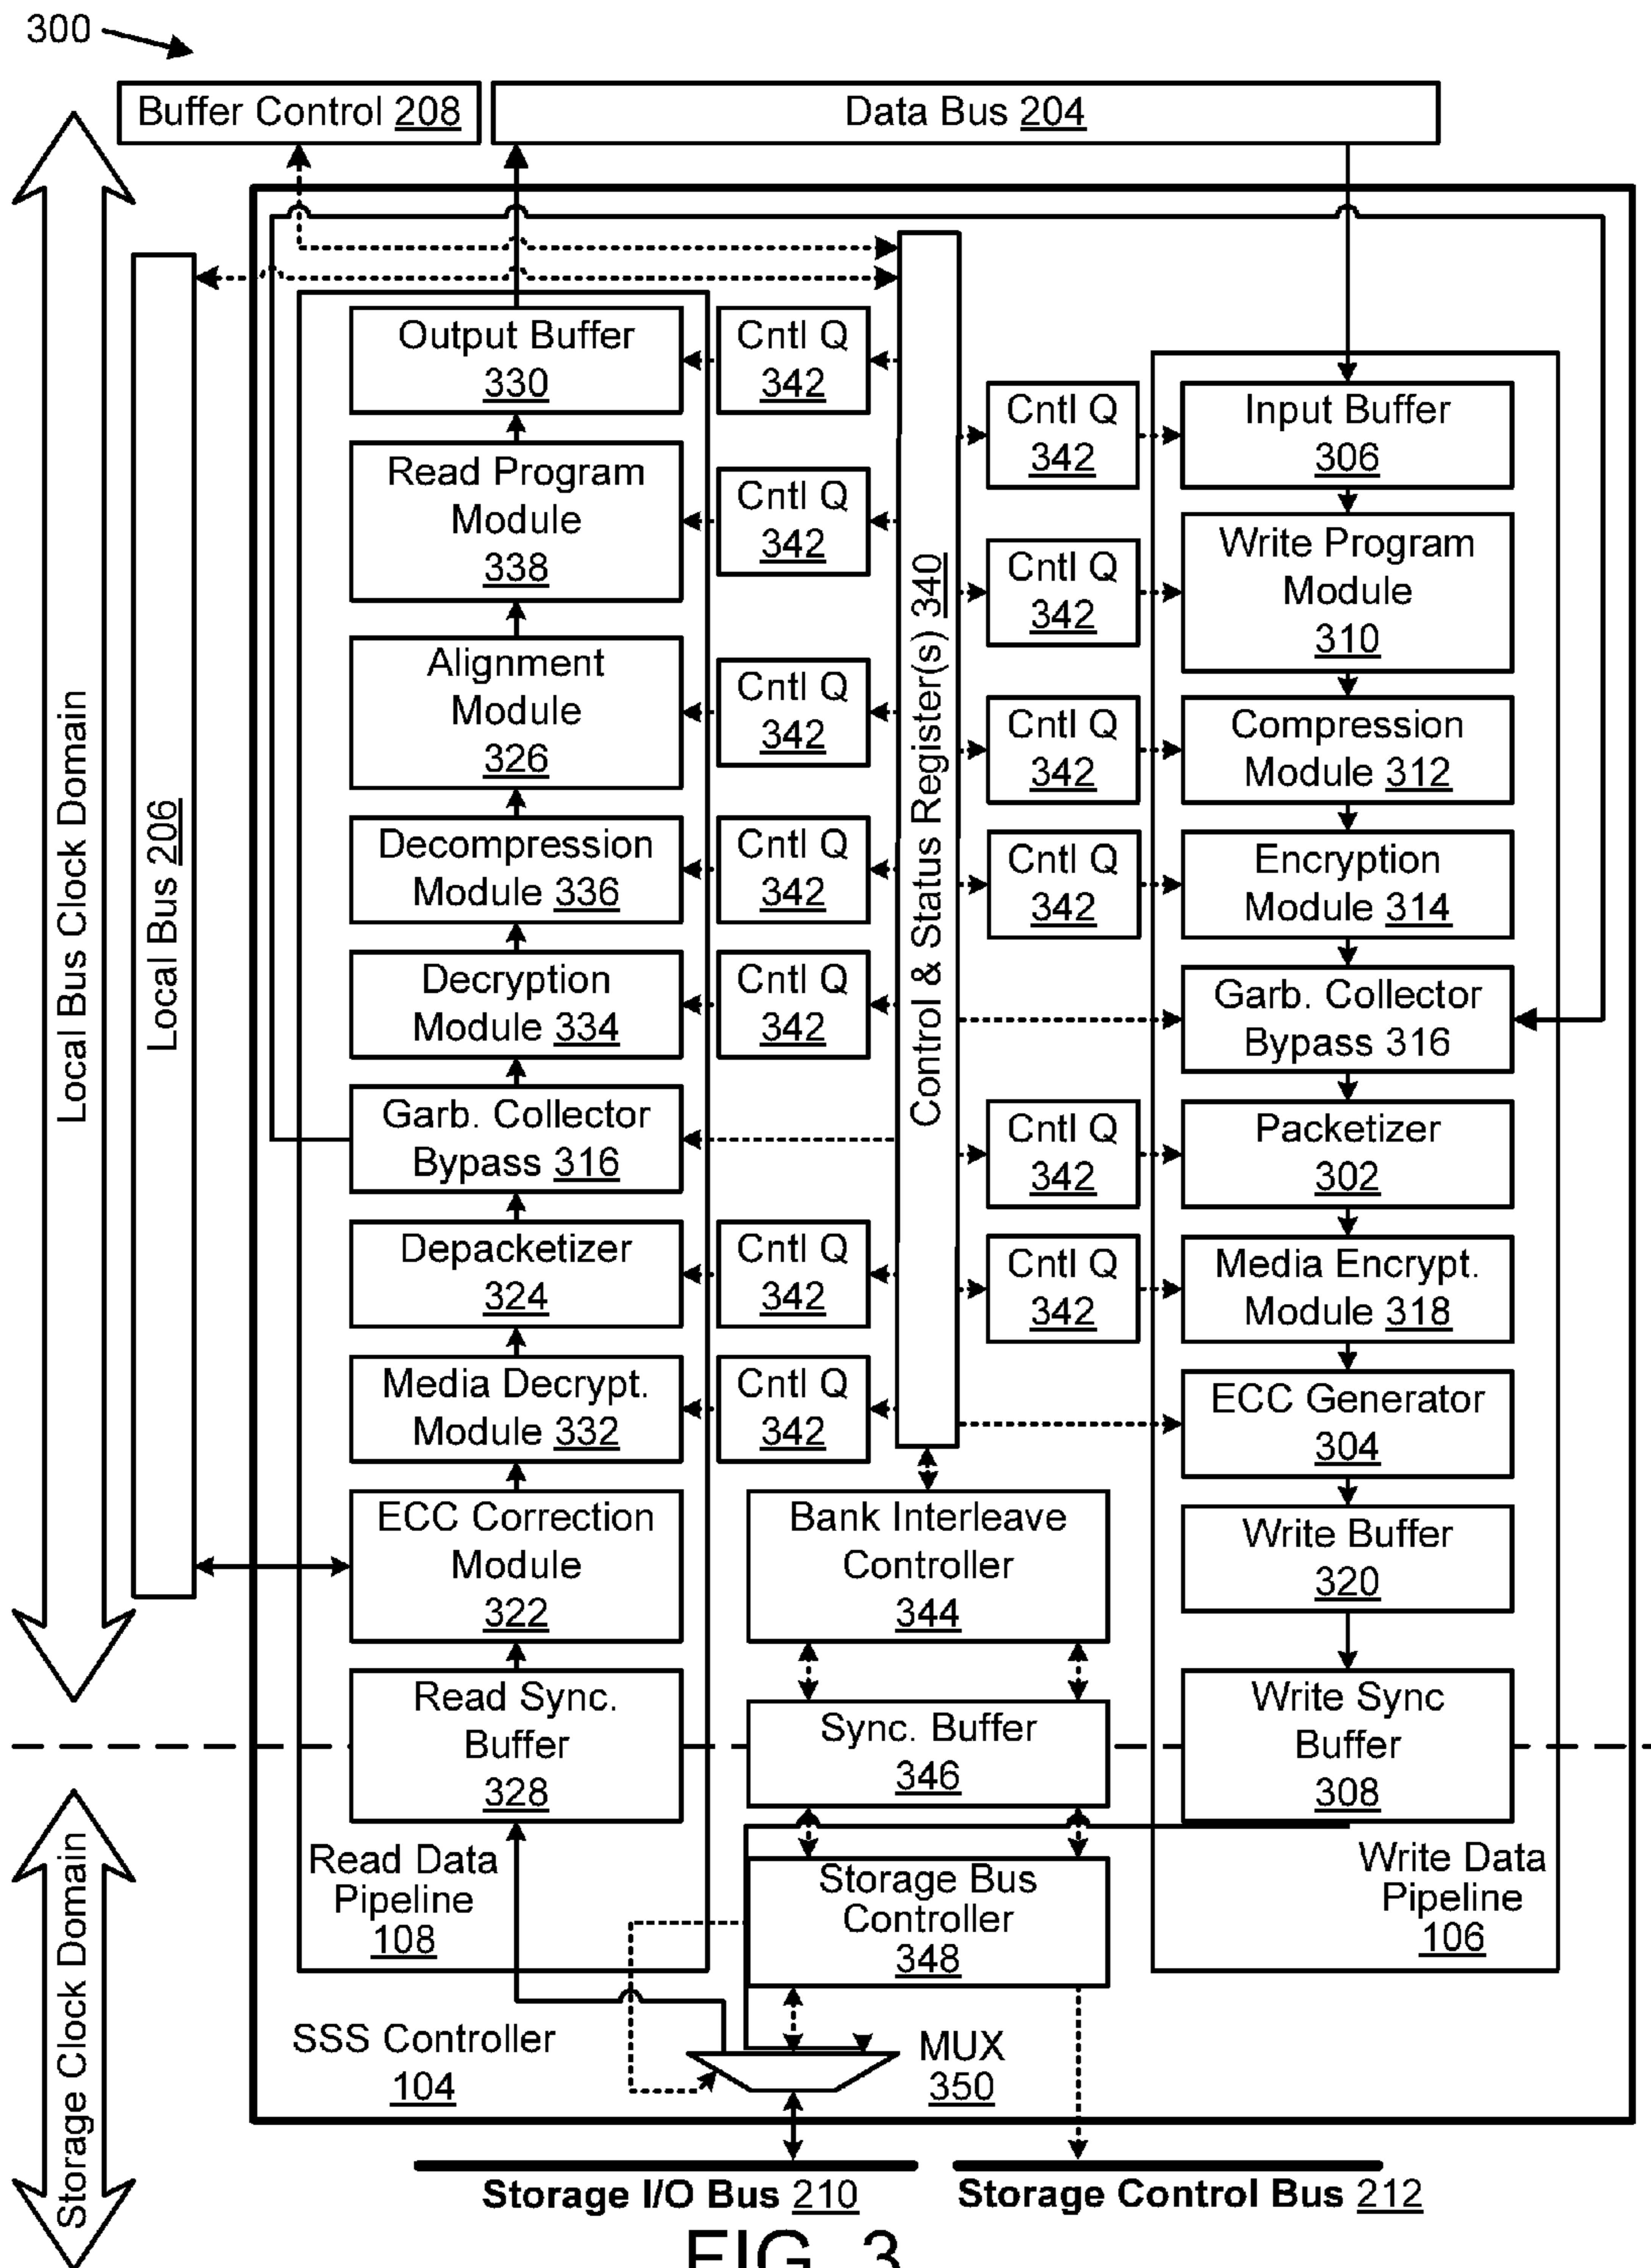 300
Buffer Control 208
Data Bus 204
Local Bus Clock Domain
Local Bus 206
Output Buffer
330
Read Program
Module
338
Alignment
Module
326
Decompression
Module 336
Decryption
Module 334
Garb. Collector
Bypass 316
Depacketizer
324
Media Decrypt.
Module 332
ECC Correction
Module
322
Read Sync.
Buffer
328
Read Data
Pipeline
108
Cntl Q
342
Cntl Q
342
Cntl Q
342
Cntl Q
342
Cntl Q
342
Cntl Q
342
Cntl Q
342
Control & Status Register(s) 340
Cntl Q
342
Cntl Q
342
Cntl Q
342
Cntl Q
342
Cntl Q
342
Cntl Q
342
Input Buffer
306
Write Program
Module
310
Compression
Module 312
Encryption
Module 314
Garb. Collector
Bypass 316
Packetizer
302
Media Encrypt.
Module 318
ECC Generator
304
Write Buffer
320
Write Sync
Buffer
308
Write Data
Pipeline
106
Bank Interleave
Controller
344
Sync. Buffer
346
Storage Bus
Controller
348
Storage Clock Domain
SSS Controller
104
MUX
350
Storage I/O Bus 210
Storage Control Bus 212
FIG. 3